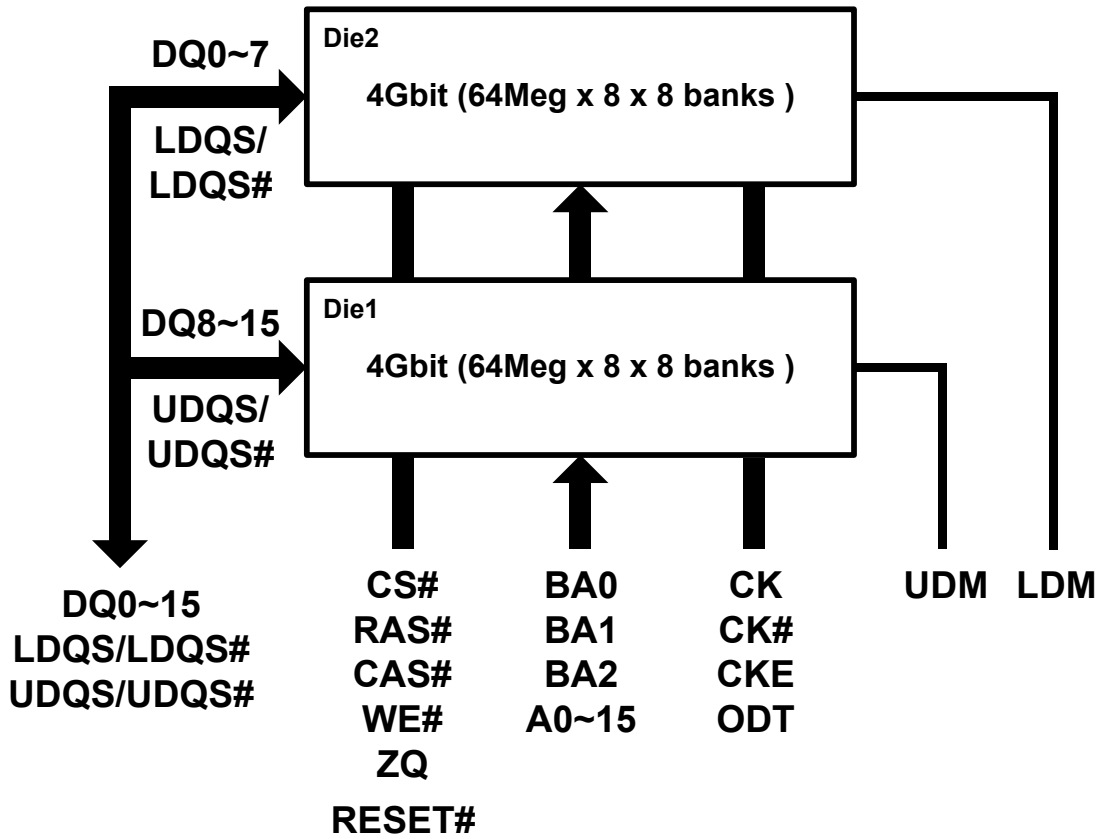 Die2
DQ0~7
4Gbit (64Meg x 8 x 8 banks )
LDQS/
LDQS#
Die1
DQ8~15
4Gbit (64Meg x 8 x 8 banks )
UDQS/
UDQS#
DQ0~15
LDQS/LDQS#
UDQS/UDQS#
CS#
RAS#
CAS#
WE#
ZQ
RESET#
BA0
BA1
BA2
A0~15
CK
CK#
CKE
ODT
UDM
LDM